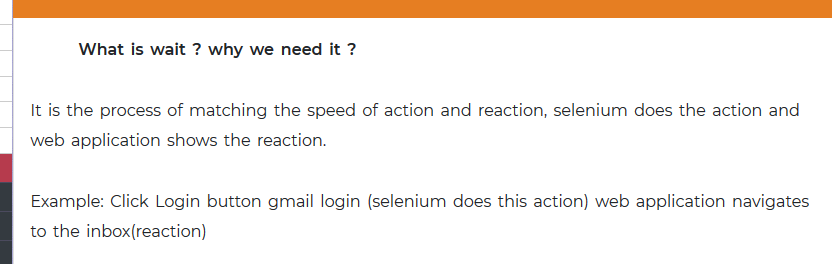 What is wait ? why we need it ?
It is the process of matching the speed of action and reaction, selenium does the action and
web application shows the reaction.
Example: Click Login button gmail login (selenium does this action) web application navigates
to the inbox(reaction)